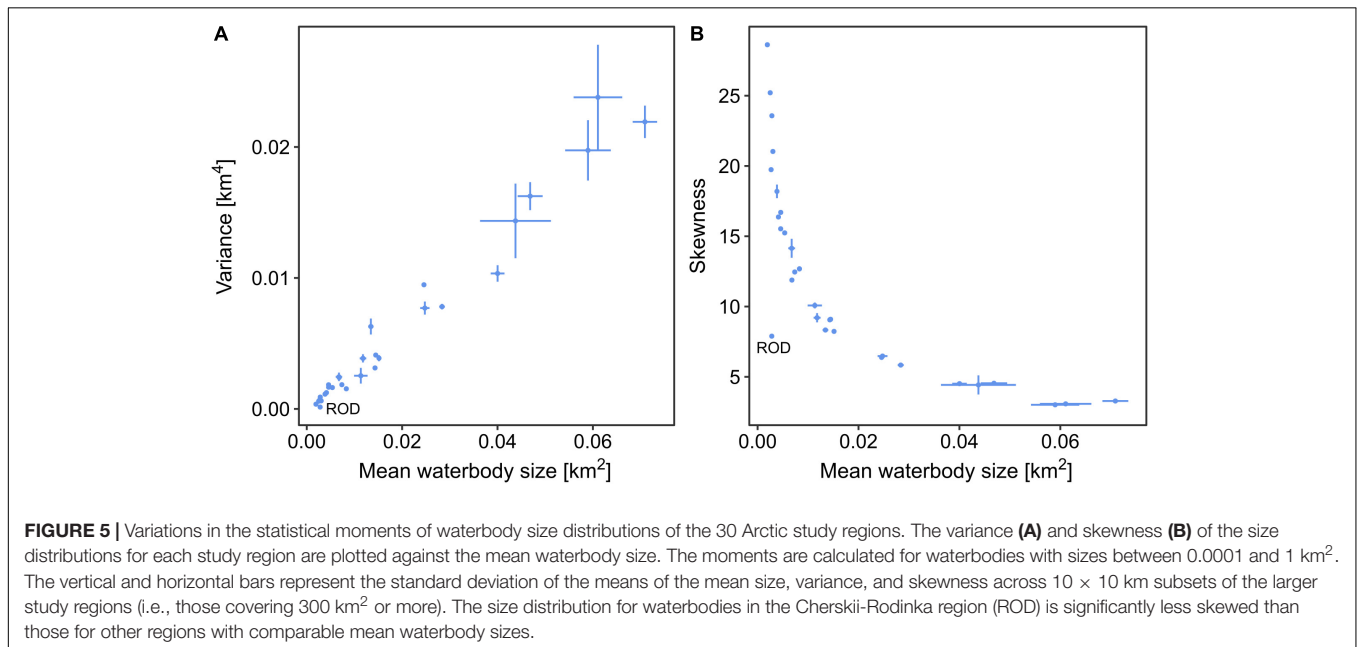 A
B
Variance [km⁴]
0.02
0.01
0.00
ROD
0.00 0.02 0.04 0.06
Mean waterbody size [km²]
Skewness
25
20
15
10
5
ROD
0.00 0.02 0.04 0.06
Mean waterbody size [km²]
FIGURE 5 | Variations in the statistical moments of waterbody size distributions of the 30 Arctic study regions. The variance (A) and skewness (B) of the size
distributions for each study region are plotted against the mean waterbody size. The moments are calculated for waterbodies with sizes between 0.0001 and 1 km².
The vertical and horizontal bars represent the standard deviation of the means of the mean size, variance, and skewness across 10 × 10 km subsets of the larger
study regions (i.e., those covering 300 km² or more). The size distribution for waterbodies in the Cherskii-Rodinka region (ROD) is significantly less skewed than
those for other regions with comparable mean waterbody sizes.